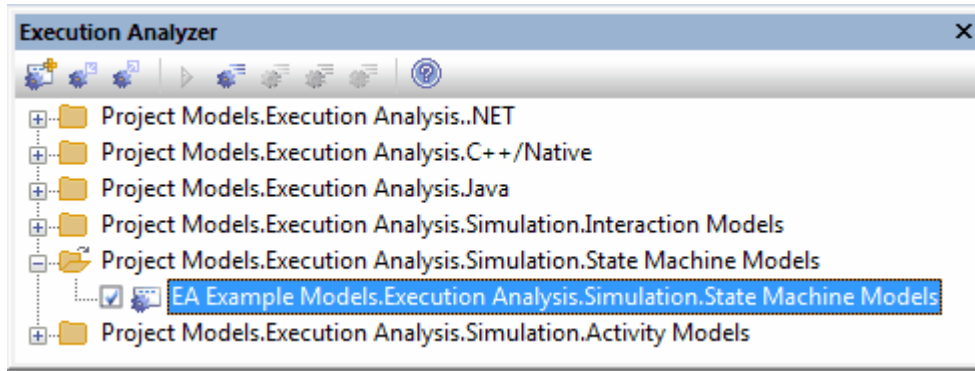 Execution Analyzer
Project Models.Execution Analysis..NET
Project Models.Execution Analysis.C++/Native
Project Models.Execution Analysis.Java
Project Models.Execution Analysis.Simulation.Interaction Models
Project Models.Execution Analysis.Simulation.State Machine Models
EA Example Models.Execution Analysis.Simulation.State Machine Models
Project Models.Execution Analysis.Simulation.Activity Models